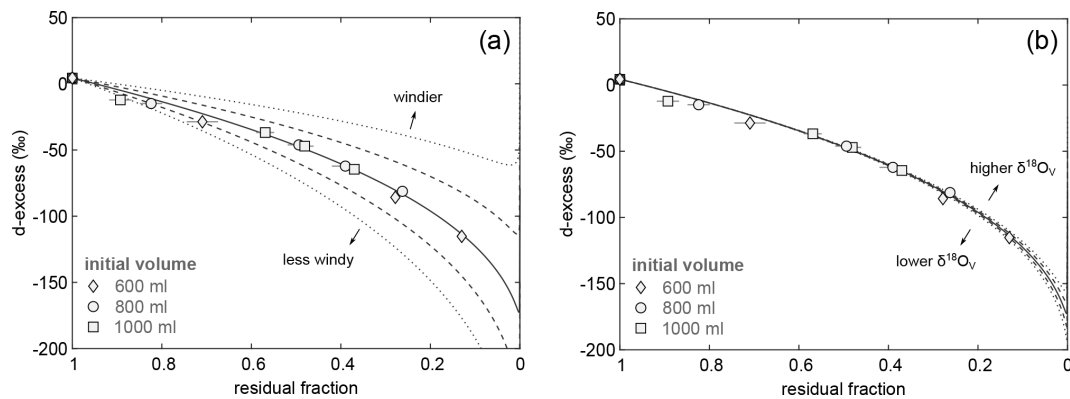 (a)
50
0
-50
-100
-150
-200
d-excess (‰)
windier
less windy
initial volume
600 ml
800 ml
1000 ml
1
0.8
0.6
0.4
0.2
0
residual fraction
(b)
50
0
-50
-100
-150
-200
d-excess (‰)
higher δ¹⁸Oᵥ
lower δ¹⁸Oᵥ
initial volume
600 ml
800 ml
1000 ml
1
0.8
0.6
0.4
0.2
0
residual fraction